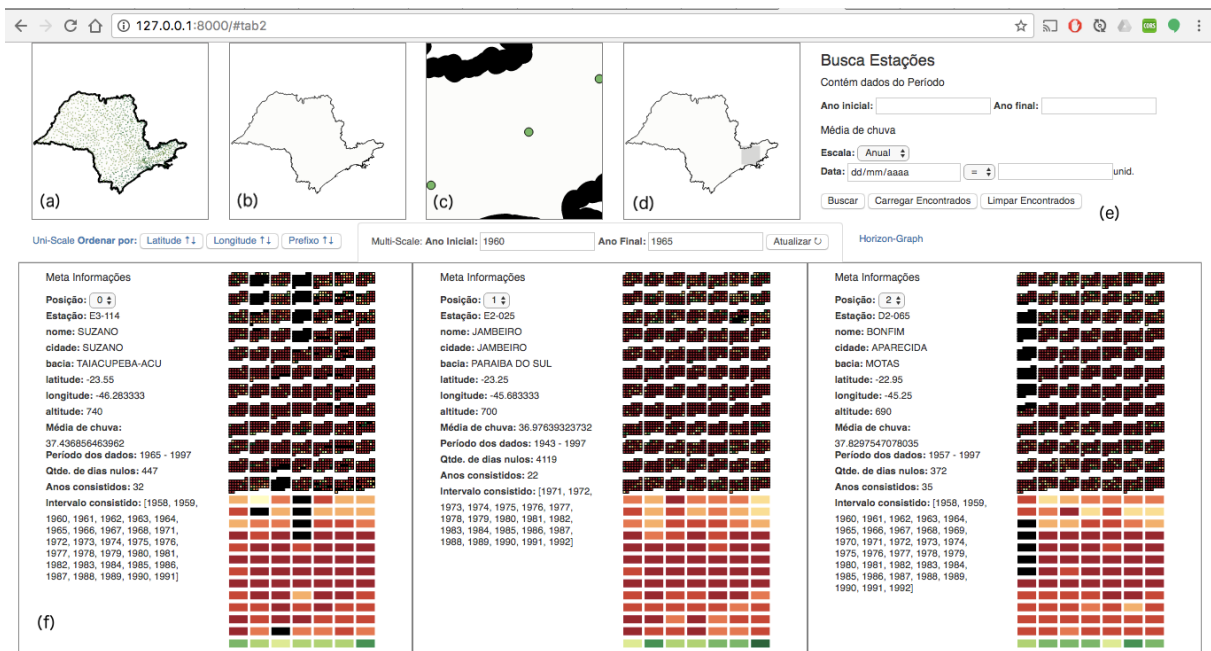 127.0.0.1:8000/#tab2
CORS
(a)
(b)
(c)
(d)
Busca Estações
Contém dados do Período
Ano inicial: Ano final:
Média de chuva
Escala: Anual
Data: dd/mm/aaaa = unid.
Buscar Carregar Encontrados Limpar Encontrados
(e)
Uni-Scale Ordenar por: Latitude ↑↓ Longitude ↑↓ Prefixo ↑↓ Multi-Scale: Ano Inicial: 1960 Ano Final: 1965 Atualizar ↻ Horizon-Graph
Meta Informações
Posição: 0
Estação: E3-114
nome: SUZANO
cidade: SUZANO
bacia: TAIACUPEBA-ACU
latitude: -23.55
longitude: -46.283333
altitude: 740
Média de chuva:
37.436856463962
Período dos dados: 1965 - 1997
Qtde. de dias nulos: 447
Anos consistidos: 32
Intervalo consistido: [1958, 1959,
1960, 1961, 1962, 1963, 1964,
1965, 1966, 1967, 1968, 1971,
1972, 1973, 1974, 1975, 1976,
1977, 1978, 1979, 1980, 1981,
1982, 1983, 1984, 1985, 1986,
1987, 1988, 1989, 1990, 1991]
(f)
Meta Informações
Posição: 1
Estação: E2-025
nome: JAMBEIRO
cidade: JAMBEIRO
bacia: PARAIBA DO SUL
latitude: -23.25
longitude: -45.683333
altitude: 700
Média de chuva: 36.97639323732
Período dos dados: 1943 - 1997
Qtde. de dias nulos: 4119
Anos consistidos: 22
Intervalo consistido: [1971, 1972,
1973, 1974, 1975, 1976, 1977,
1978, 1979, 1980, 1981, 1982,
1983, 1984, 1985, 1986, 1987,
1988, 1989, 1990, 1991, 1992]
Meta Informações
Posição: 2
Estação: D2-065
nome: BONFIM
cidade: APARECIDA
bacia: MOTAS
latitude: -22.95
longitude: -45.25
altitude: 690
Média de chuva:
37.8297547078035
Período dos dados: 1957 - 1997
Qtde. de dias nulos: 372
Anos consistidos: 35
Intervalo consistido: [1958, 1959,
1960, 1961, 1962, 1963, 1964,
1965, 1966, 1967, 1968, 1969,
1970, 1971, 1972, 1973, 1974,
1975, 1976, 1977, 1978, 1979,
1980, 1981, 1982, 1983, 1984,
1985, 1986, 1987, 1988, 1989,
1990, 1991, 1992]